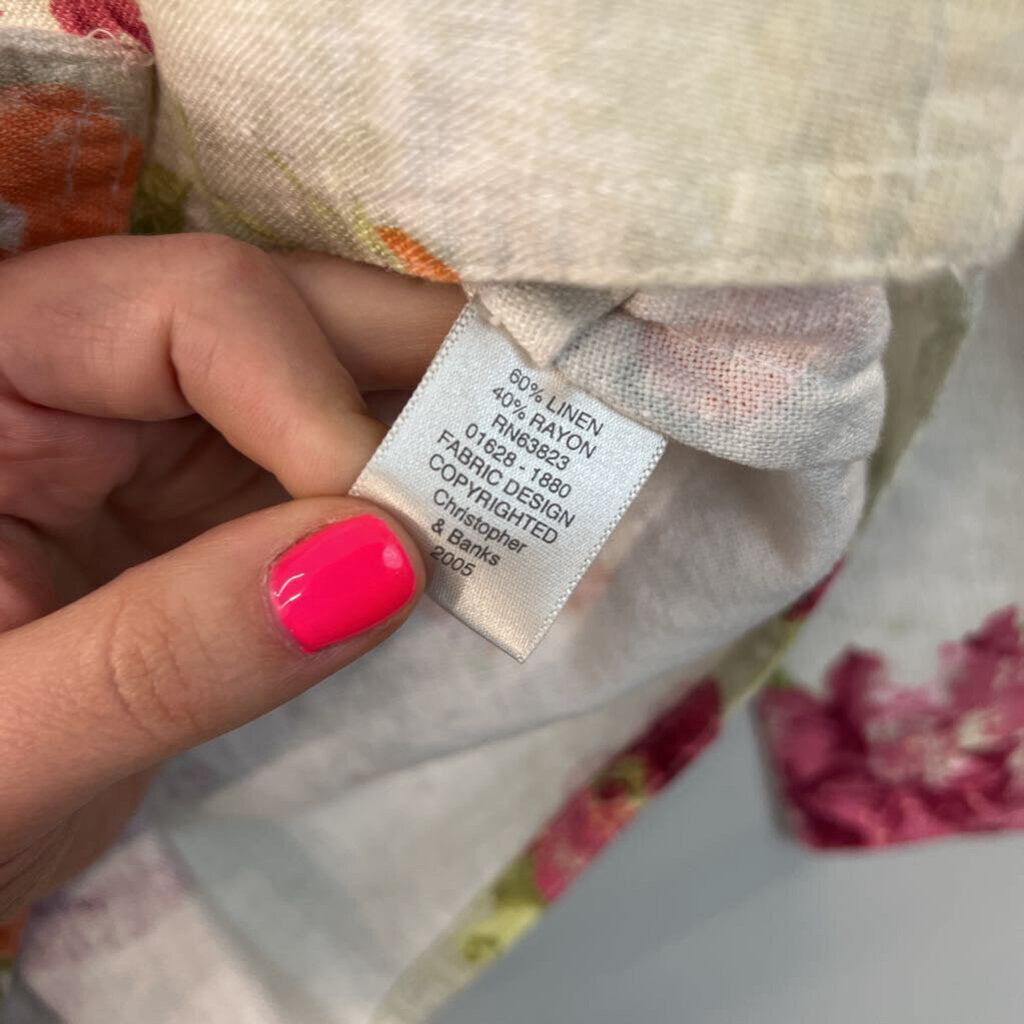 60% LINEN
40% RAYON
RN63823
01628 - 1880
FABRIC DESIGN
COPYRIGHTED
Christopher
& Banks
2005